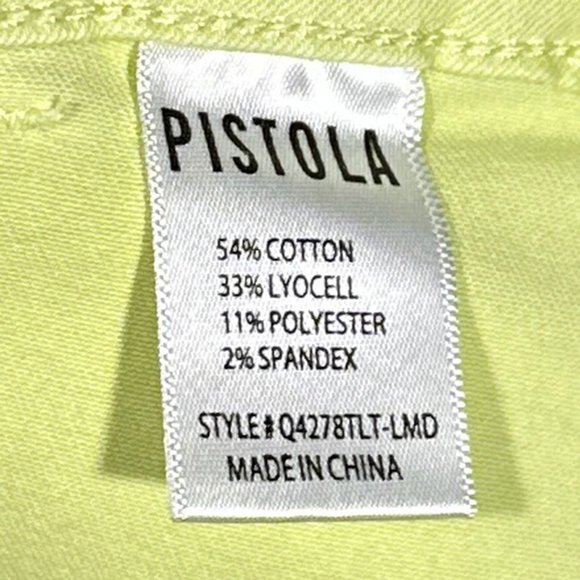 PISTOLA
54% COTTON
33% LYOCELL
11% POLYESTER
2% SPANDEX
STYLE# Q4278TLT-LMD
MADE IN CHINA